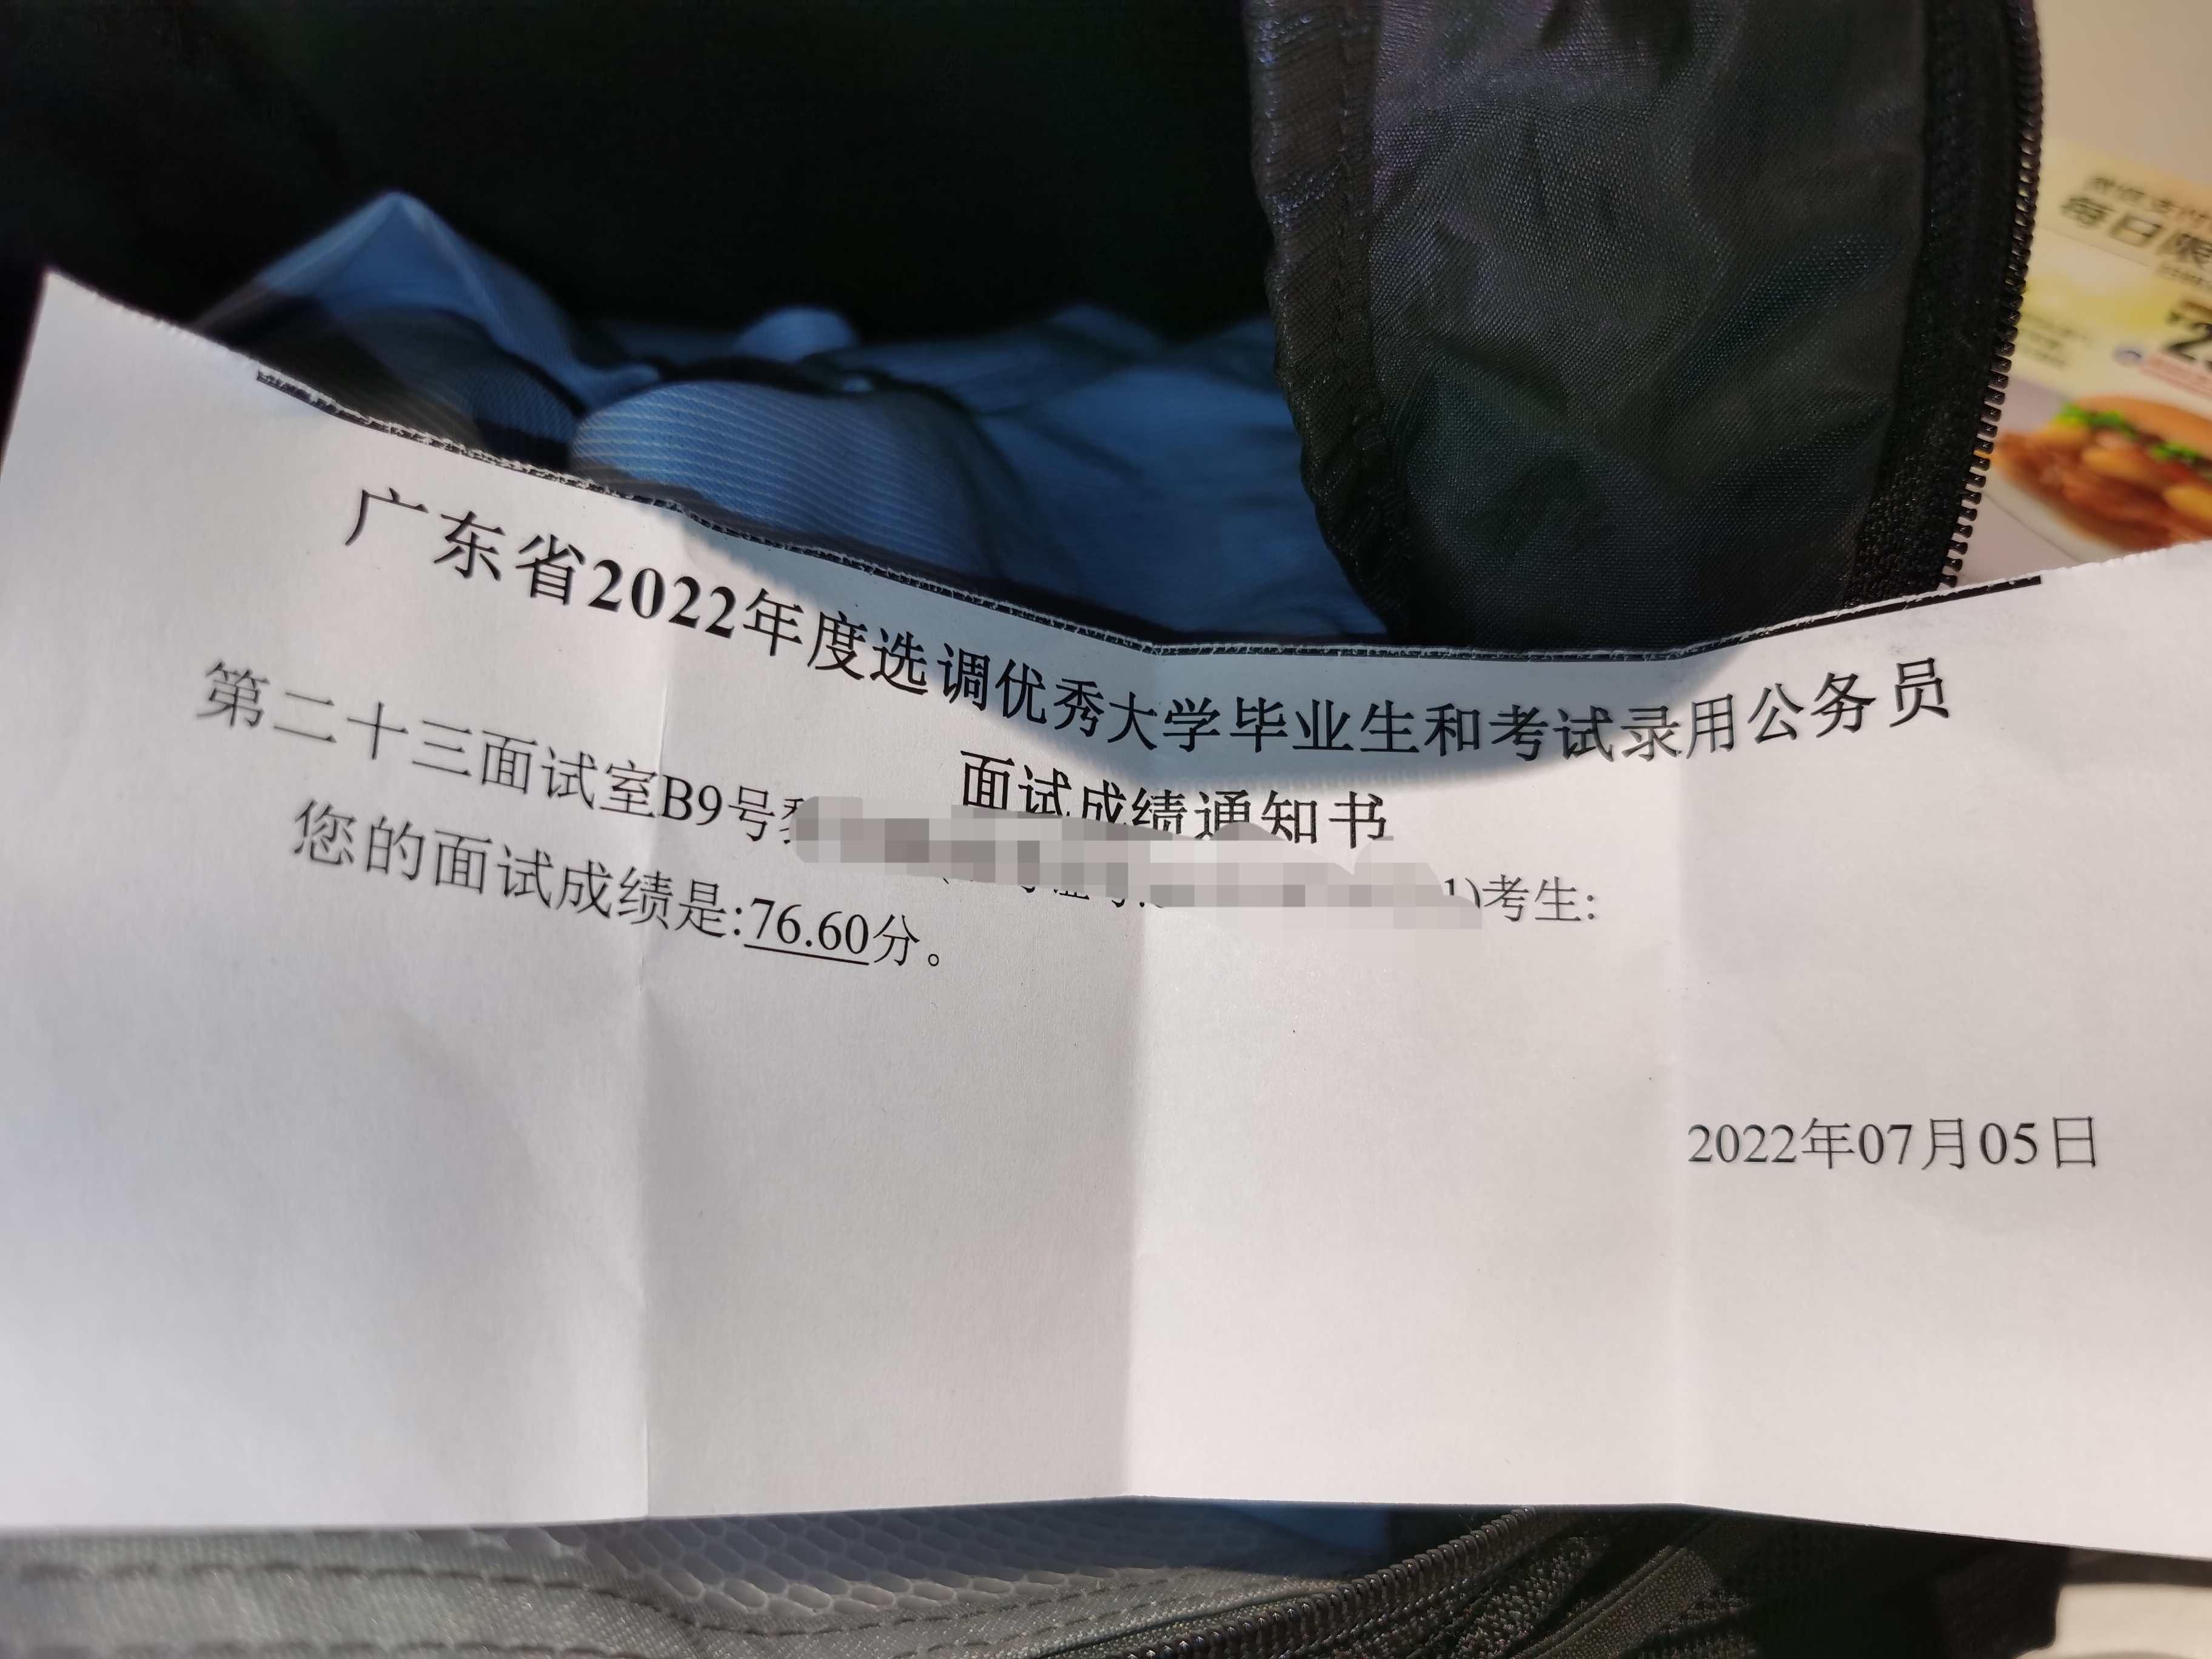 每日限
广东省2022年度选调优秀大学毕业生和考试录用公务员
面试成绩通知书
第二十三面试室B9号
1)考生:
您的面试成绩是:76.60分。
2022年07月05日